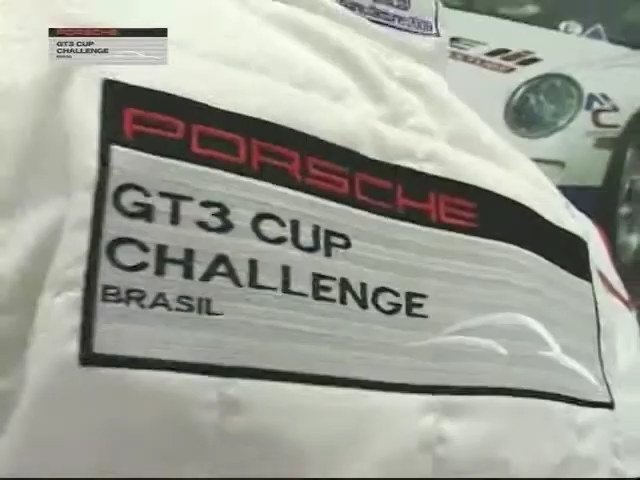 PORSCHE
GT3 CUP
CHALLENGE
BRASIL
PORSCHE
GT3 CUP
CHALLENGE
BRASIL